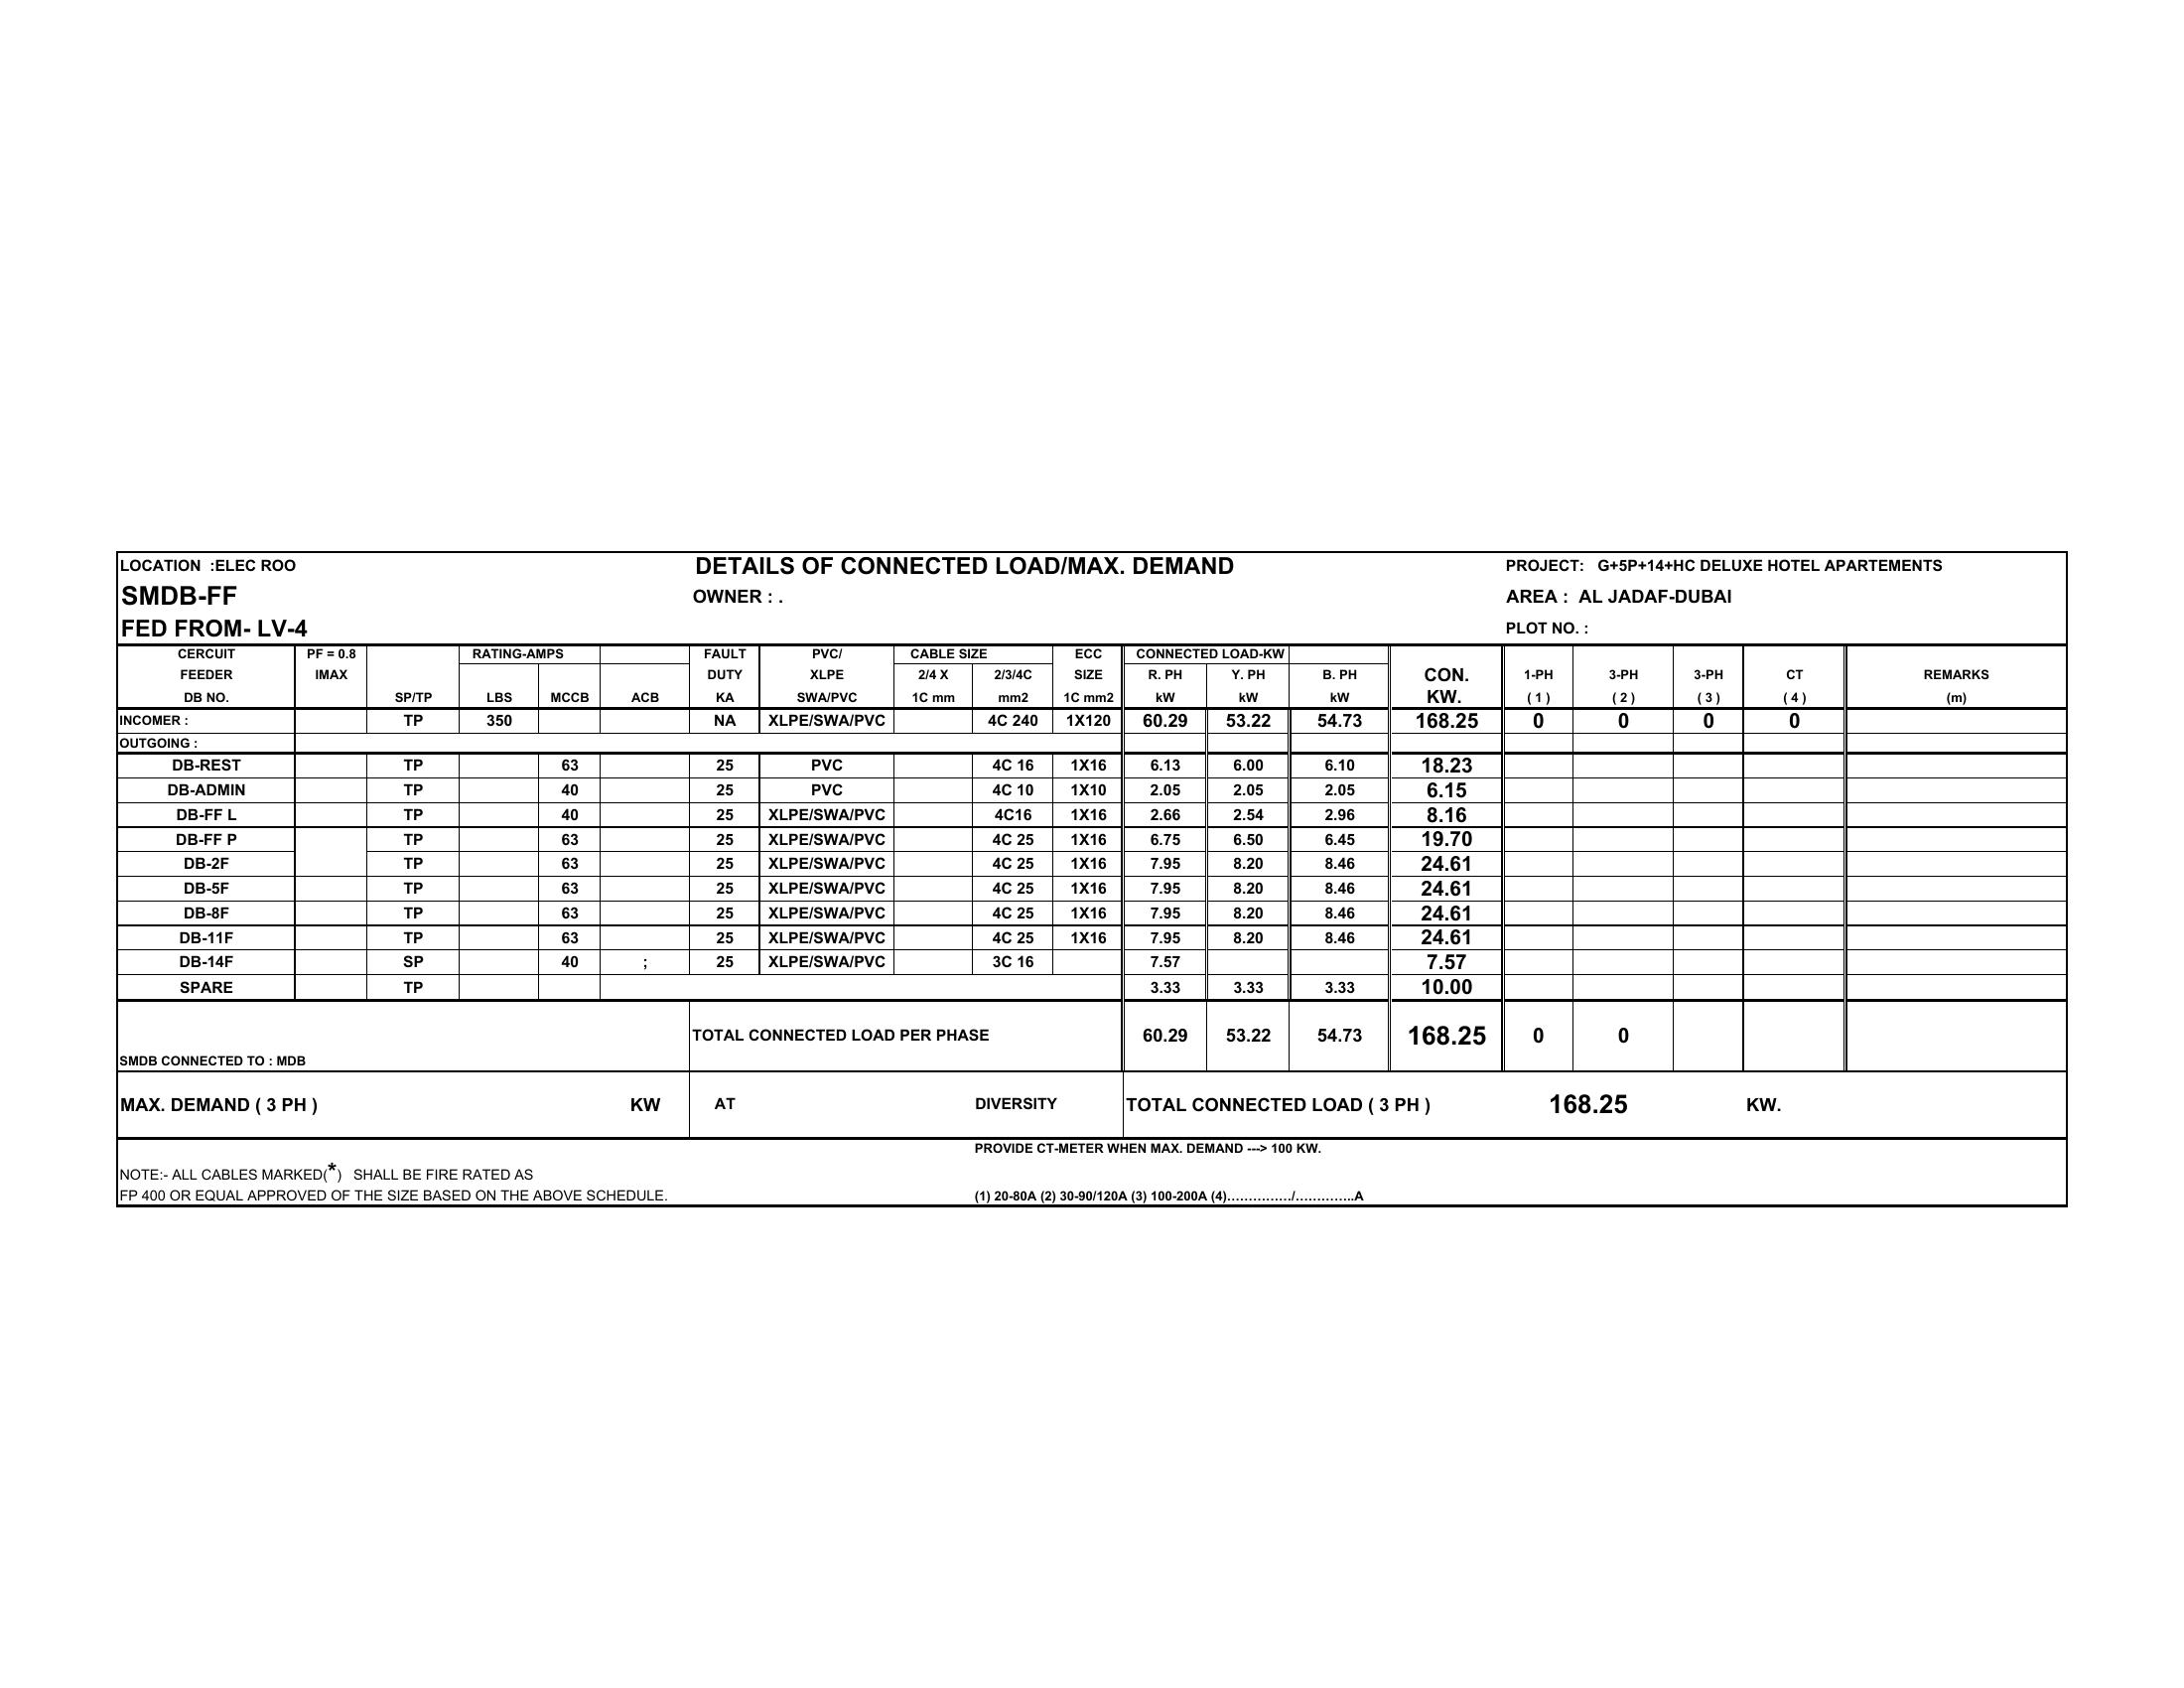 LOCATION :ELEC ROO DETAILS OF CONNECTED LOAD/MAX. DEMAND PROJECT: G+5P+14+HC DELUXE HOTEL APARTEMENTS
SMDB-FF OWNER : . AREA : AL JADAF-DUBAI
FED FROM- LV-4 PLOT NO. :
CERCUIT PF = 0.8 RATING-AMPS FAULT PVC/ CABLE SIZE ECC CONNECTED LOAD-KW
FEEDER IMAX DUTY XLPE 2/4 X 2/3/4C SIZE R. PH Y. PH B. PH CON. 1-PH 3-PH 3-PH CT REMARKS
DB NO. SP/TP LBS MCCB ACB KA SWA/PVC 1C mm mm2 1C mm2 kW kW kW KW. ( 1 ) ( 2 ) ( 3 ) ( 4 ) (m)
INCOMER : TP 350 NA XLPE/SWA/PVC 4C 240 1X120 60.29 53.22 54.73 168.25 0 0 0 0
OUTGOING :
DB-REST TP 63 25 PVC 4C 16 1X16 6.13 6.00 6.10 18.23
DB-ADMIN TP 40 25 PVC 4C 10 1X10 2.05 2.05 2.05 6.15
DB-FF L TP 40 25 XLPE/SWA/PVC 4C16 1X16 2.66 2.54 2.96 8.16
DB-FF P TP 63 25 XLPE/SWA/PVC 4C 25 1X16 6.75 6.50 6.45 19.70
DB-2F TP 63 25 XLPE/SWA/PVC 4C 25 1X16 7.95 8.20 8.46 24.61
DB-5F TP 63 25 XLPE/SWA/PVC 4C 25 1X16 7.95 8.20 8.46 24.61
DB-8F TP 63 25 XLPE/SWA/PVC 4C 25 1X16 7.95 8.20 8.46 24.61
DB-11F TP 63 25 XLPE/SWA/PVC 4C 25 1X16 7.95 8.20 8.46 24.61
DB-14F SP 40 ; 25 XLPE/SWA/PVC 3C 16 7.57 7.57
SPARE TP 3.33 3.33 3.33 10.00
TOTAL CONNECTED LOAD PER PHASE 60.29 53.22 54.73 168.25 0 0
SMDB CONNECTED TO : MDB
MAX. DEMAND ( 3 PH ) KW AT DIVERSITY TOTAL CONNECTED LOAD ( 3 PH ) 168.25 KW.
PROVIDE CT-METER WHEN MAX. DEMAND ---> 100 KW.
NOTE:- ALL CABLES MARKED(*) SHALL BE FIRE RATED AS
FP 400 OR EQUAL APPROVED OF THE SIZE BASED ON THE ABOVE SCHEDULE. (1) 20-80A (2) 30-90/120A (3) 100-200A (4)……………/…………..A